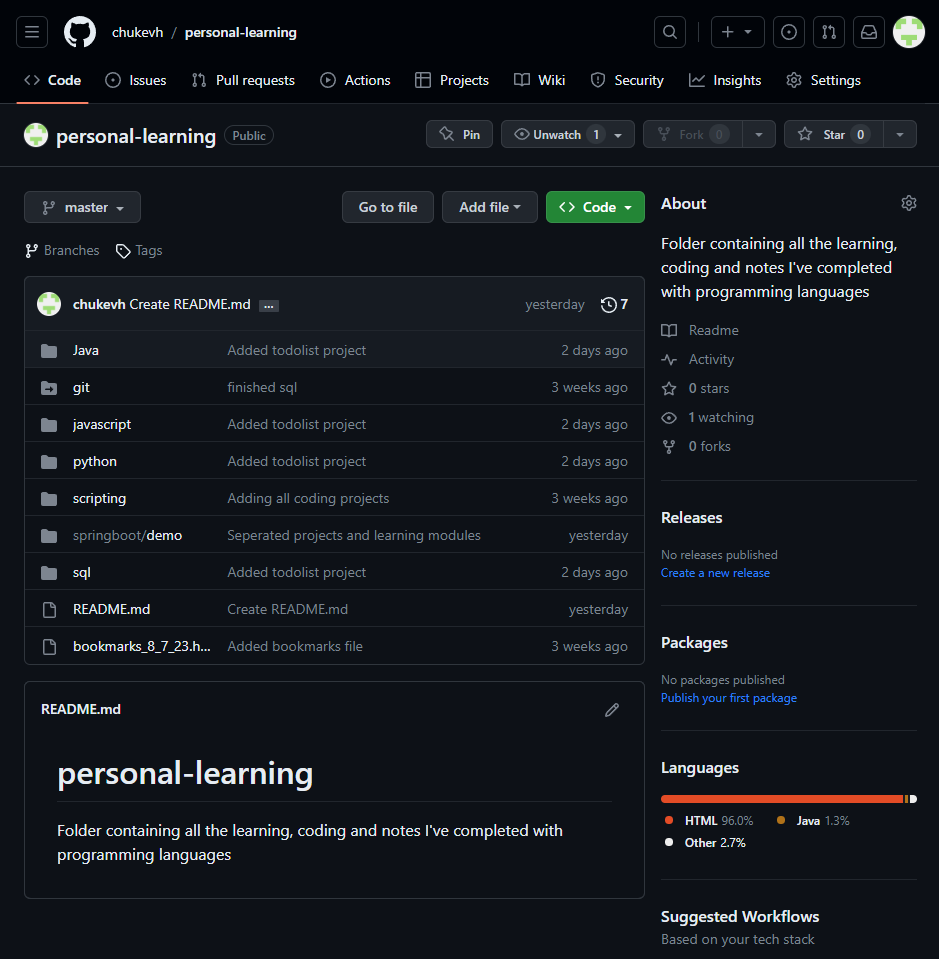 chukevh / personal-learning
Code Issues Pull requests Actions Projects Wiki Security Insights Settings
personal-learning Public Pin Unwatch 1 Fork 0 Star 0
master Go to file Add file Code
Branches Tags
chukevh Create README.md ... yesterday 7
Java Added todolist project 2 days ago
git finished sql 3 weeks ago
javascript Added todolist project 2 days ago
python Added todolist project 2 days ago
scripting Adding all coding projects 3 weeks ago
springboot/demo Seperated projects and learning modules yesterday
sql Added todolist project 2 days ago
README.md Create README.md yesterday
bookmarks_8_7_23.h... Added bookmarks file 3 weeks ago
README.md
personal-learning
Folder containing all the learning, coding and notes I've completed with
programming languages
About
Folder containing all the learning,
coding and notes I've completed
with programming languages
Readme
Activity
0 stars
1 watching
0 forks
Releases
No releases published
Create a new release
Packages
No packages published
Publish your first package
Languages
HTML 96.0% Java 1.3%
Other 2.7%
Suggested Workflows
Based on your tech stack